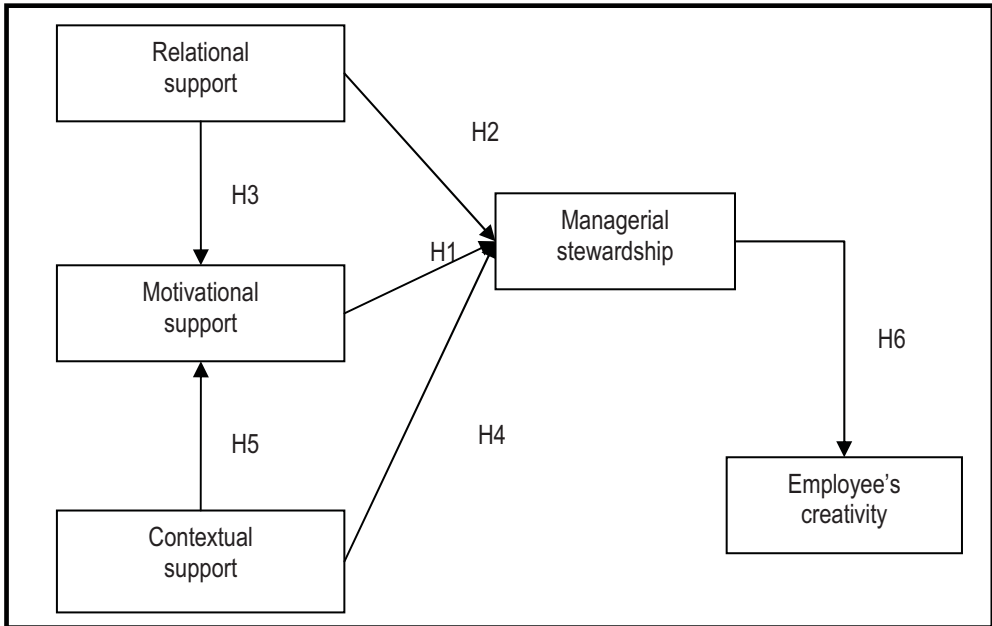 Relational
support
H2
H3
Managerial
stewardship
H1
Motivational
support
H6
H5
H4
Employee's
creativity
Contextual
support